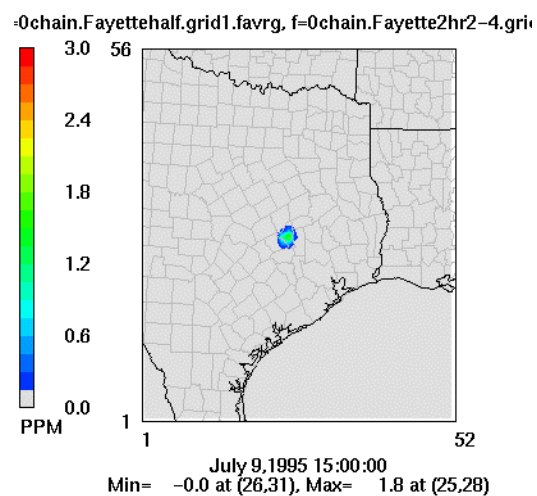 =0chain.Fayettehalf.grid1.favrg, f=0chain.Fayette2hr2-4.gri
3.0
2.4
1.8
1.2
0.6
0.0
PPM
56
1
1
52
July 9,1995 15:00:00
Min= -0.0 at (26,31), Max= 1.8 at (25,28)